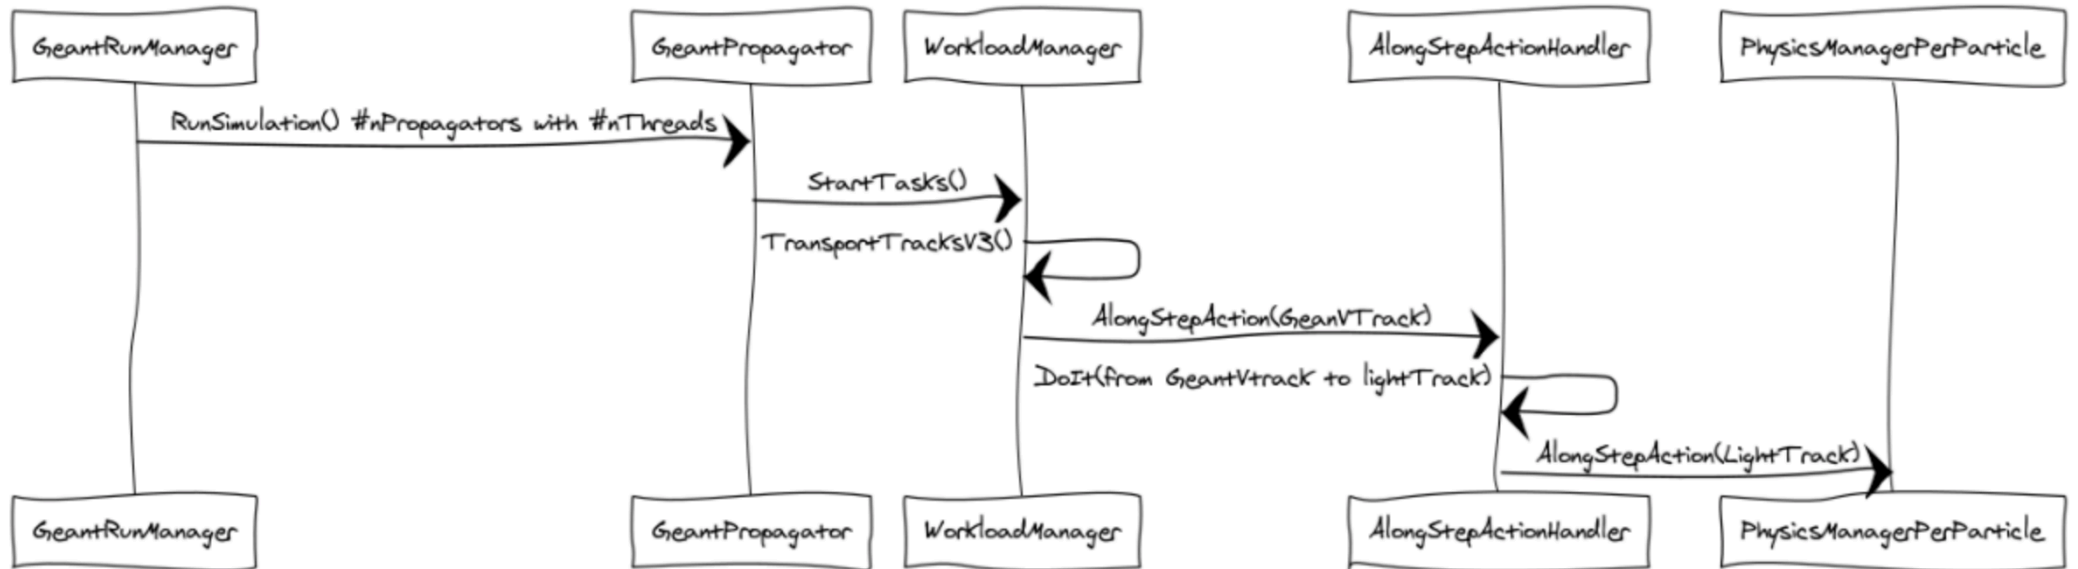 GeantRunManager
GeantPropagator
WorkloadManager
AlongStepActionHandler
PhysicsManagerPerParticle
RunSimulation() #nPropagators with #nThreads
StartTasks()
TransportTracksV3()
AlongStepAction(GeanVTrack)
DoIt(from GeantVtrack to lightTrack)
AlongStepAction(LightTrack)
GeantRunManager
GeantPropagator
WorkloadManager
AlongStepActionHandler
PhysicsManagerPerParticle